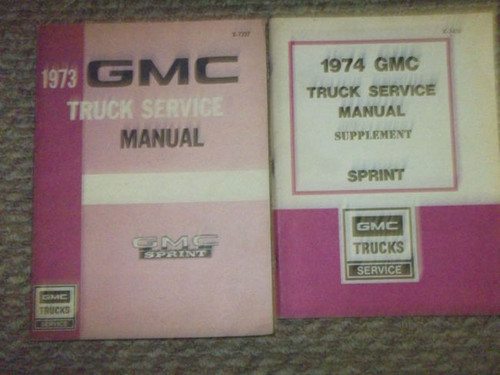 1973 GMC
TRUCK SERVICE
MANUAL
GMC
SPRINT
GMC
TRUCKS
SERVICE
1974 GMC
TRUCK SERVICE
MANUAL
SUPPLEMENT
SPRINT
GMC
TRUCKS
SERVICE